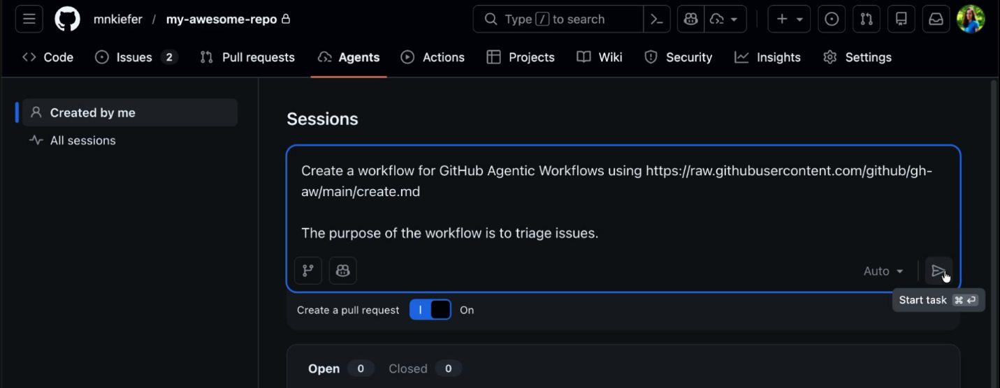 mnkiefer / my-awesome-repo
Type / to search
Code
Issues 2
Pull requests
Agents
Actions
Projects
Wiki
Security
Insights
Settings
Created by me
All sessions
Sessions
Create a workflow for GitHub Agentic Workflows using https://raw.githubusercontent.com/github/gh-
aw/main/create.md
The purpose of the workflow is to triage issues.
Auto
Start task ⌘ ⏎
Create a pull request On
Open 0 Closed 0